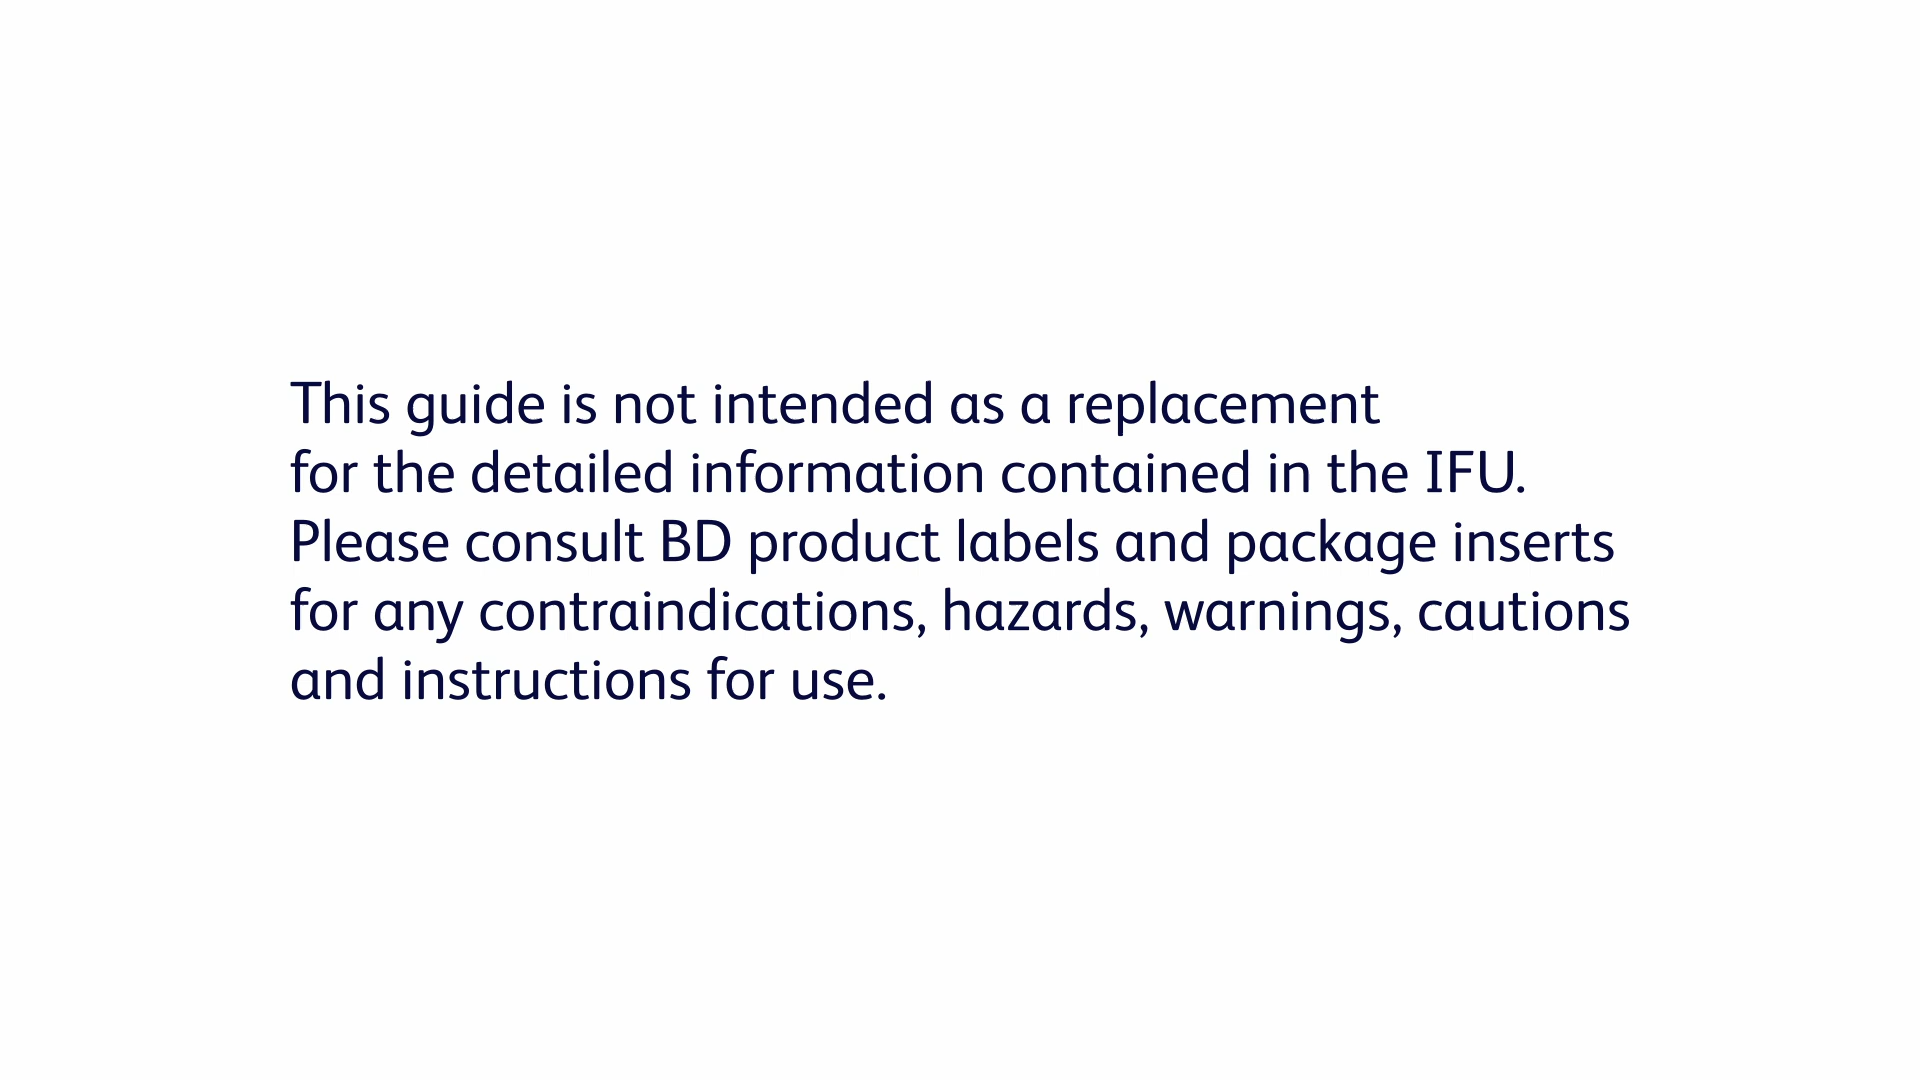 This guide is not intended as a replacement
for the detailed information contained in the IFU.
Please consult BD product labels and package inserts
for any contraindications, hazards, warnings, cautions
and instructions for use.